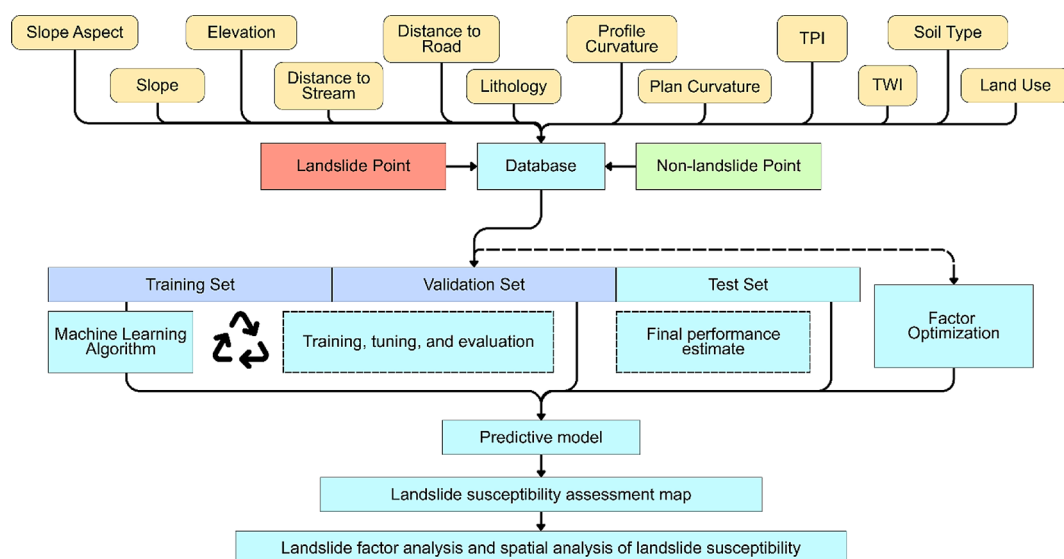 Slope Aspect
Elevation
Distance to
Road
Profile
Curvature
TPI
Soil Type
Slope
Distance to
Stream
Lithology
Plan Curvature
TWI
Land Use
Landslide Point
Database
Non-landslide Point
Training Set
Validation Set
Test Set
Machine Learning
Algorithm
Training, tuning, and evaluation
Final performance
estimate
Factor
Optimization
Predictive model
Landslide susceptibility assessment map
Landslide factor analysis and spatial analysis of landslide susceptibility